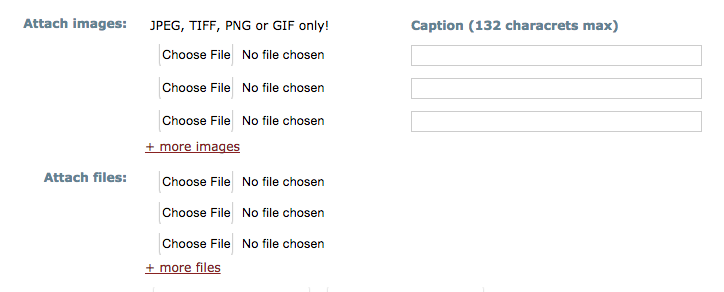 Attach images: JPEG, TIFF, PNG or GIF only! Caption (132 characrets max)
Choose File No file chosen
Choose File No file chosen
Choose File No file chosen
+ more images
Attach files: Choose File No file chosen
Choose File No file chosen
Choose File No file chosen
+ more files